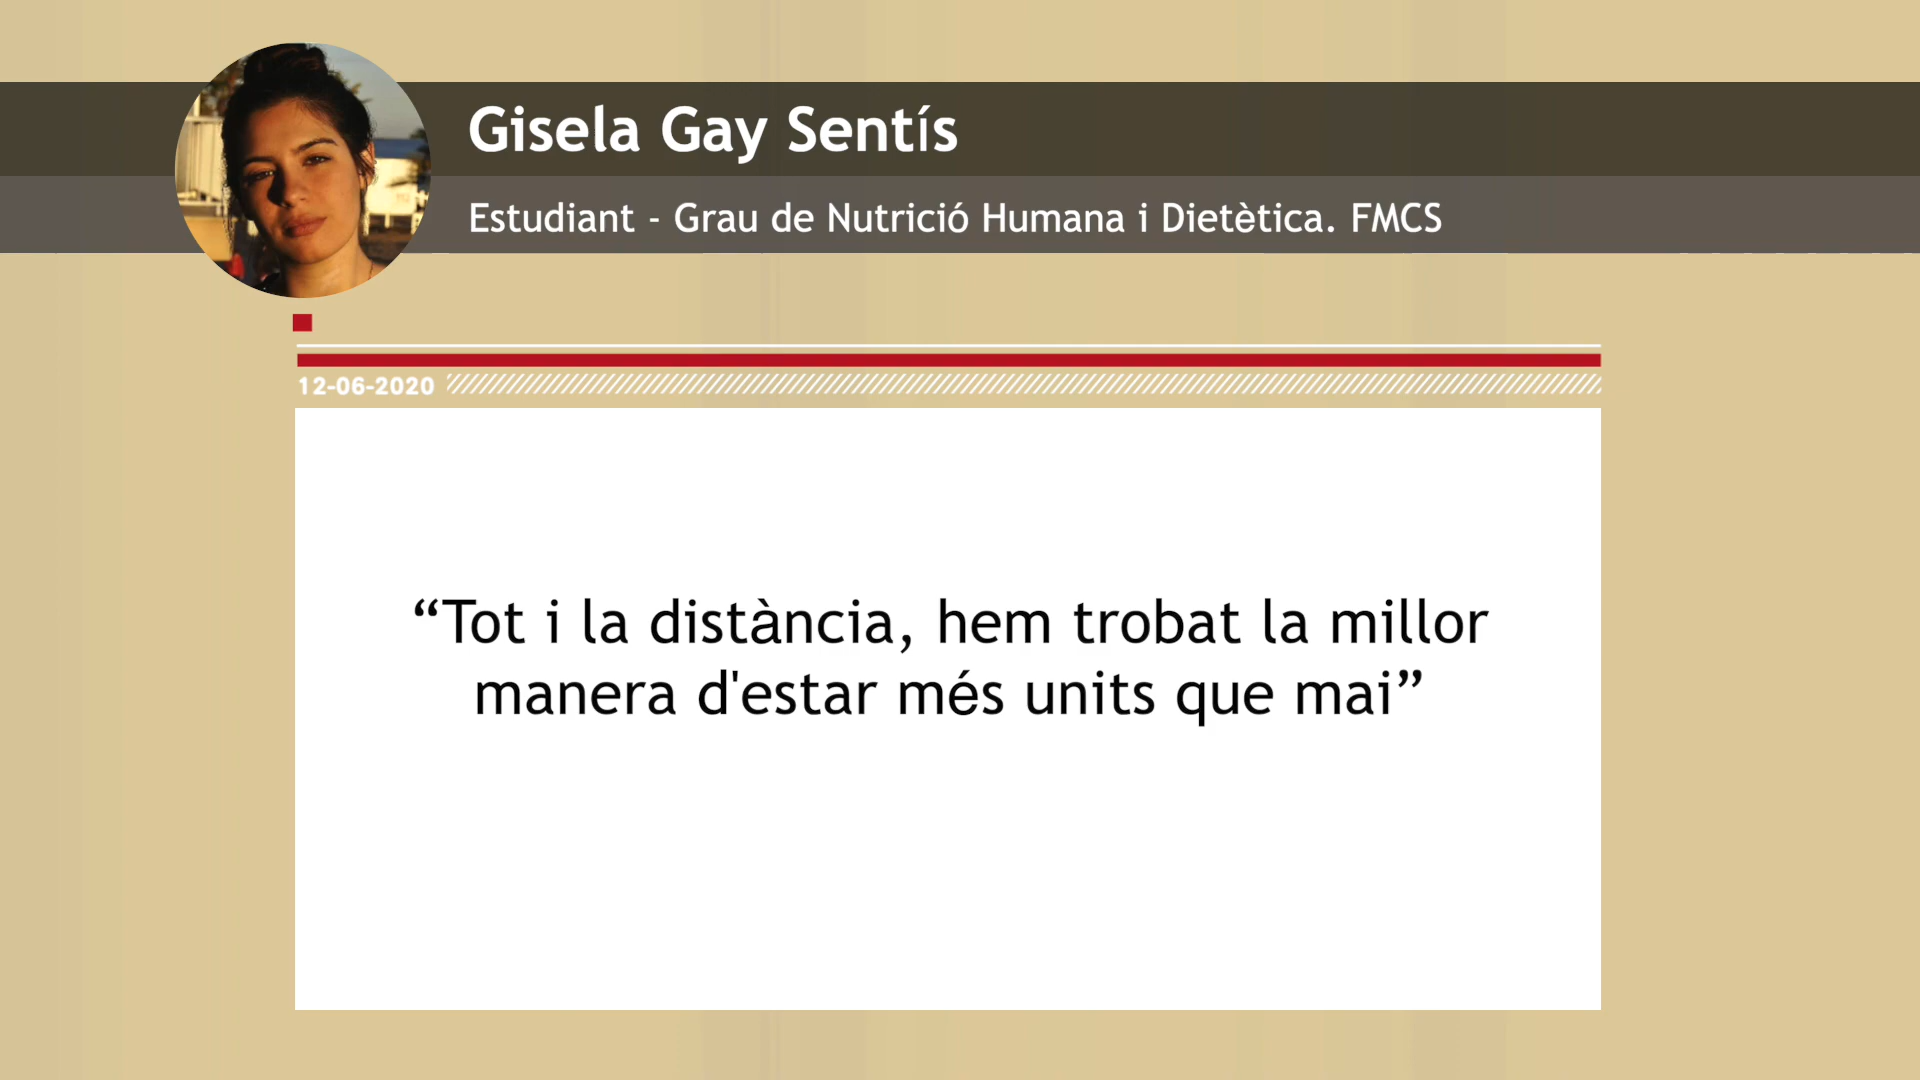 Gisela Gay Sentís
Estudiant - Grau de Nutrició Humana i Dietètica. FMCS
12-06-2020
“Tot i la distància, hem trobat la millor
manera d'estar més units que mai”